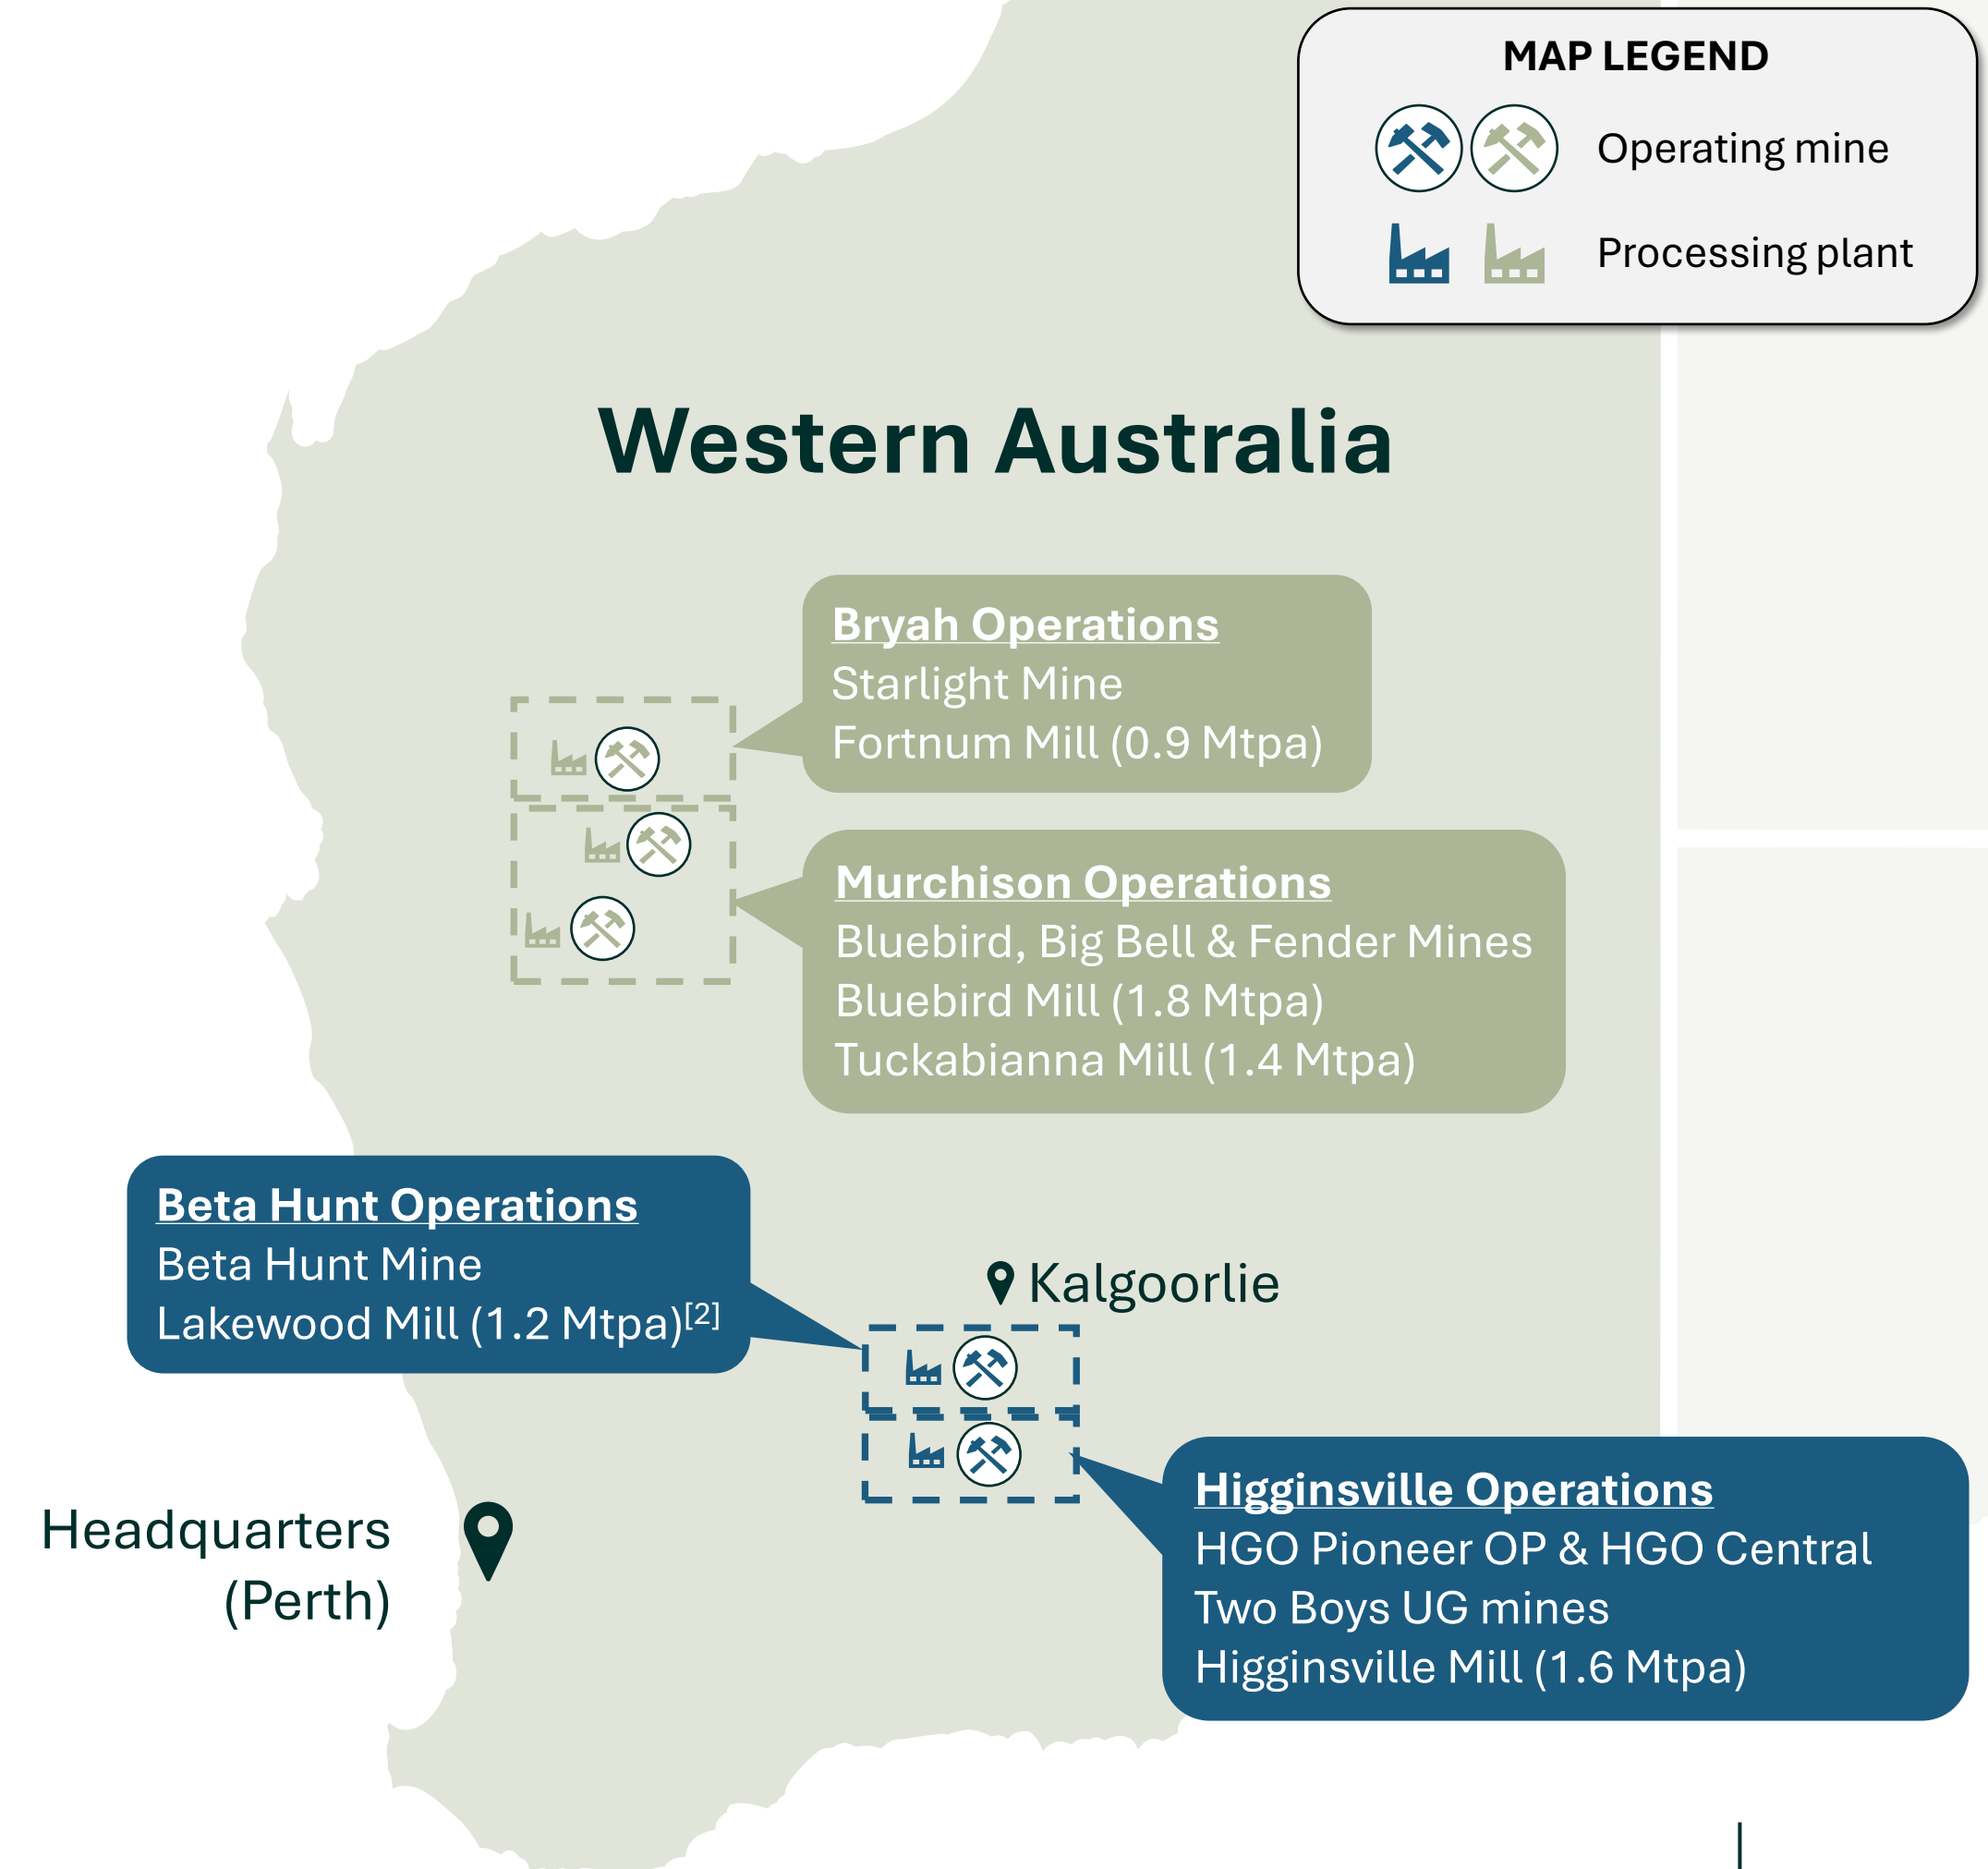 MAP LEGEND
Operating mine
Processing plant
Western Australia
Bryah Operations
Starlight Mine
Fortnum Mill (0.9 Mtpa)
Murchison Operations
Bluebird, Big Bell & Fender Mines
Bluebird Mill (1.8 Mtpa)
Tuckabianna Mill (1.4 Mtpa)
Beta Hunt Operations
Beta Hunt Mine
Lakewood Mill (1.2 Mtpa)[2]
Kalgoorlie
Higginsville Operations
HGO Pioneer OP & HGO Central
Two Boys UG mines
Higginsville Mill (1.6 Mtpa)
Headquarters
(Perth)